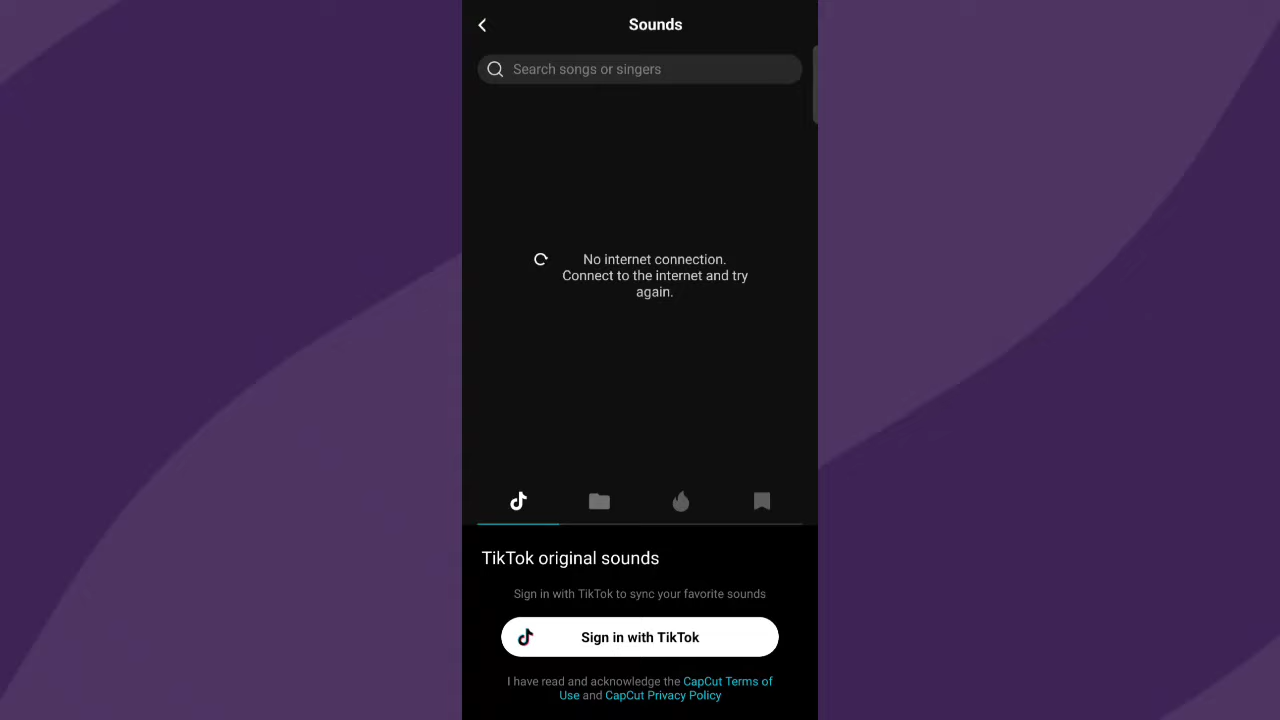 Sounds
Search songs or singers
No internet connection.
Connect to the internet and try
again.
TikTok original sounds
Sign in with TikTok to sync your favorite sounds
Sign in with TikTok
I have read and acknowledge the CapCut Terms of
Use and CapCut Privacy Policy